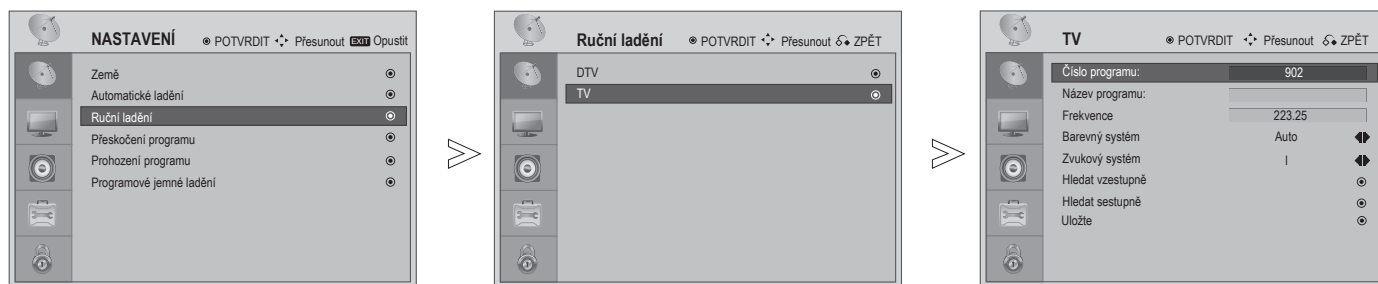 NASTAVENÍ POTVRDIT Přesunout EXIT Opustit
Země
Automatické ladění
Ruční ladění
Přeskočení programu
Prohození programu
Programové jemné ladění
Ruční ladění POTVRDIT Přesunout ZPĚT
DTV
TV
TV POTVRDIT Přesunout ZPĚT
Číslo programu: 902
Název programu:
Frekvence 223.25
Barevný systém Auto
Zvukový systém I
Hledat vzestupně
Hledat sestupně
Uložte